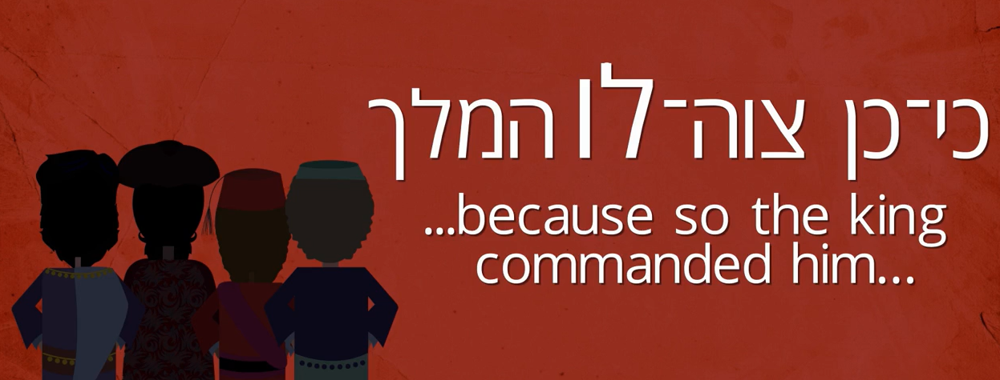 כי־כן צוה־לו המלך
...because so the king
commanded him...